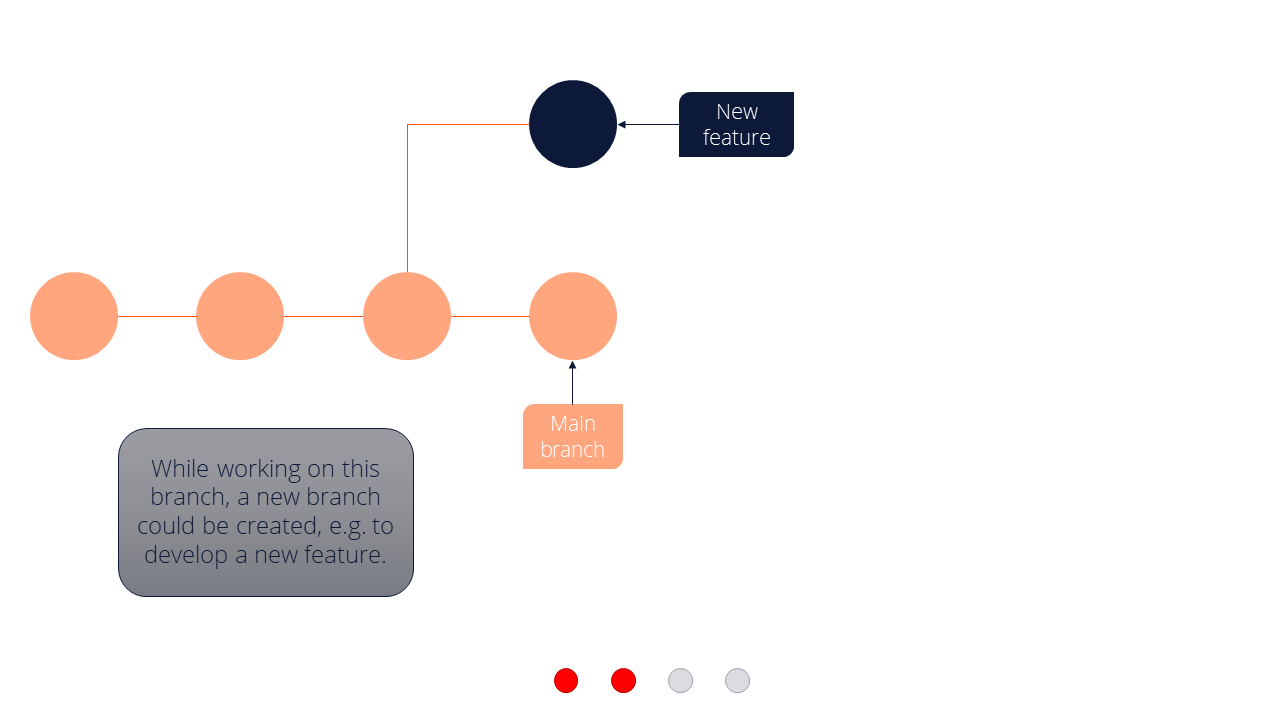 New
feature
Main
branch
While working on this
branch, a new branch
could be created, e.g. to
develop a new feature.